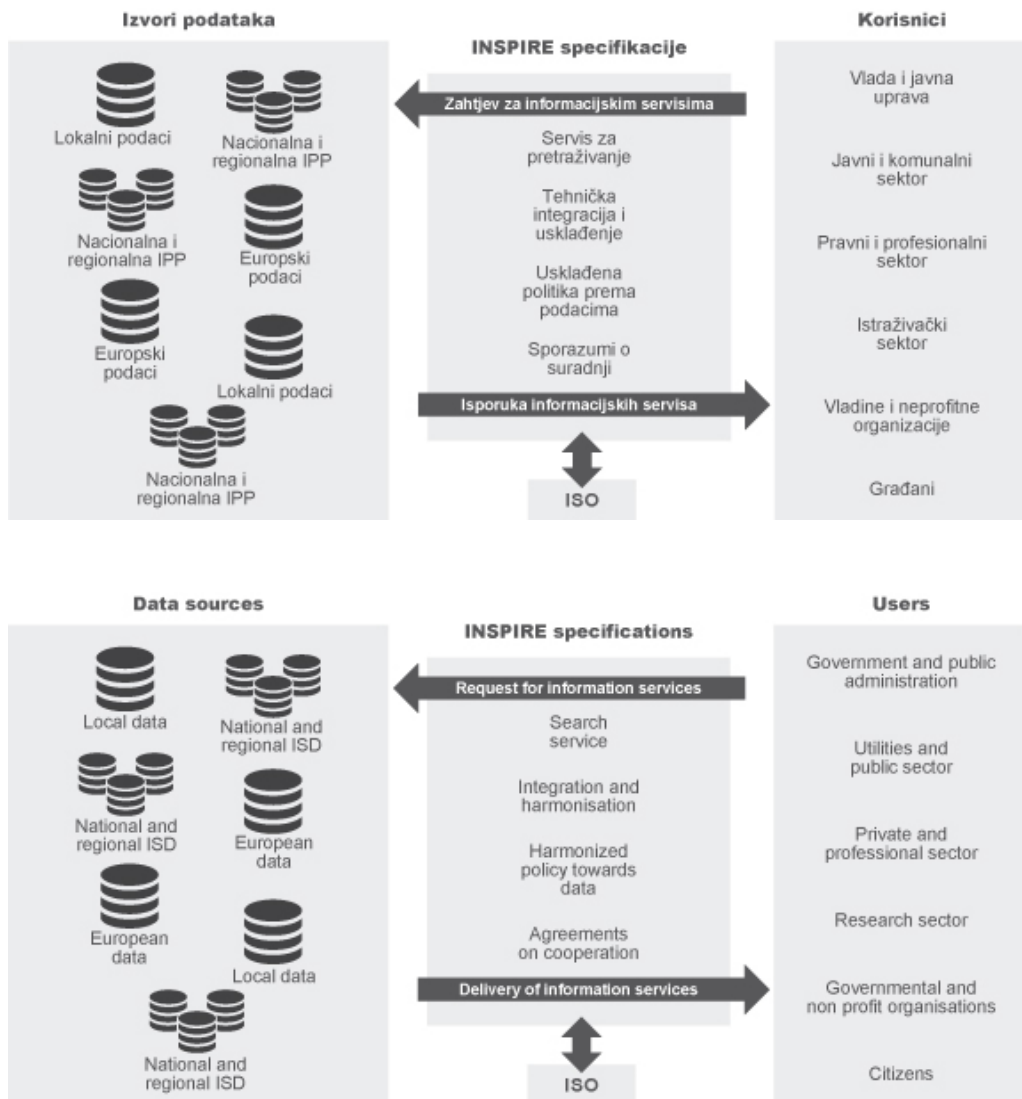 Izvori podataka
Lokalni podaci
Nacionalna i
regionalna IPP
Nacionalna i
regionalna IPP
Europski
podaci
Europski
podaci
Lokalni podaci
Nacionalna i
regionalna IPP
INSPIRE specifikacije
Zahtjev za informacijskim servisima
Servis za
pretraživanje
Tehnička
integracija i
usklađenje
Usklađena
politika prema
podacima
Sporazumi o
suradnji
Isporuka informacijskih servisa
ISO
Korisnici
Vlada i javna
uprava
Javni i komunalni
sektor
Pravni i profesionalni
sektor
Istraživački
sektor
Vladine i neprofitne
organizacije
Građani
Data sources
Local data
National and
regional ISD
National and
regional ISD
European
data
European
data
Local data
National and
regional ISD
INSPIRE specifications
Request for information services
Search
service
Integration and
harmonisation
Harmonized
policy towards
data
Agreements
on cooperation
Delivery of information services
ISO
Users
Government and public
administration
Utilities and
public sector
Private and
professional sector
Research sector
Governmental and
non profit organisations
Citizens